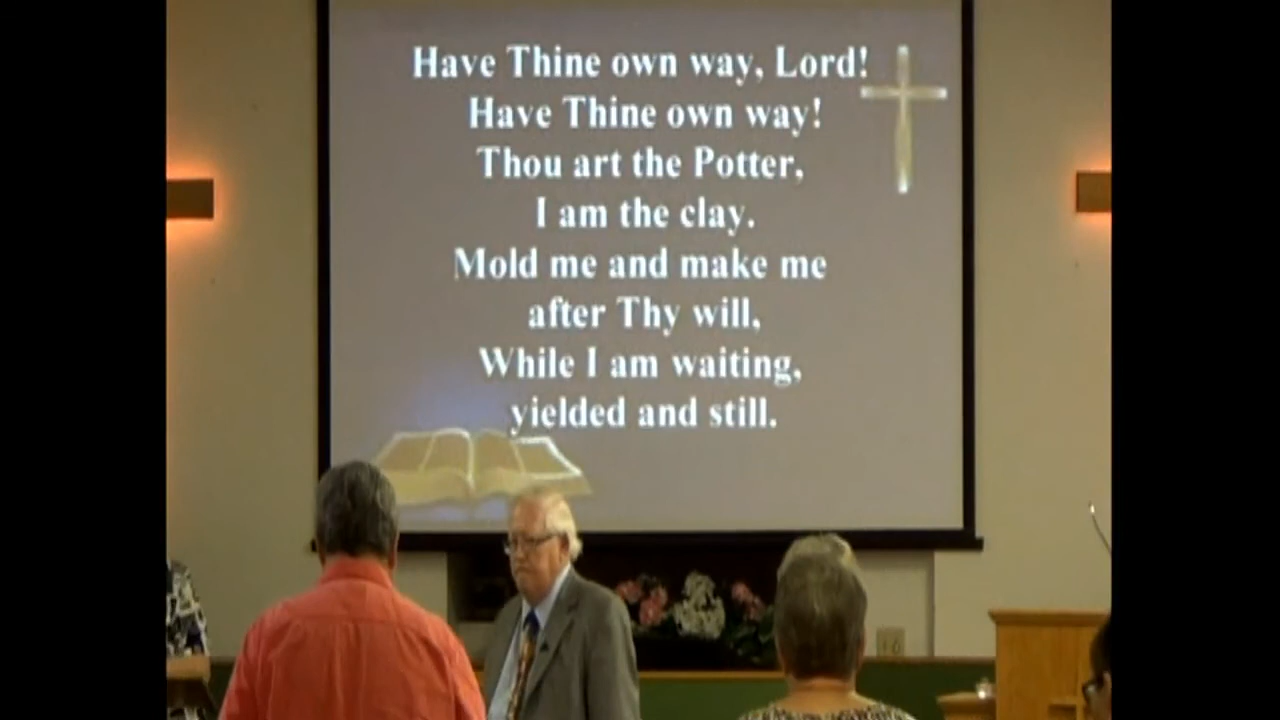 Have Thine own way, Lord!
Have Thine own way!
Thou art the Potter,
I am the clay.
Mold me and make me
after Thy will,
While I am waiting,
yielded and still.